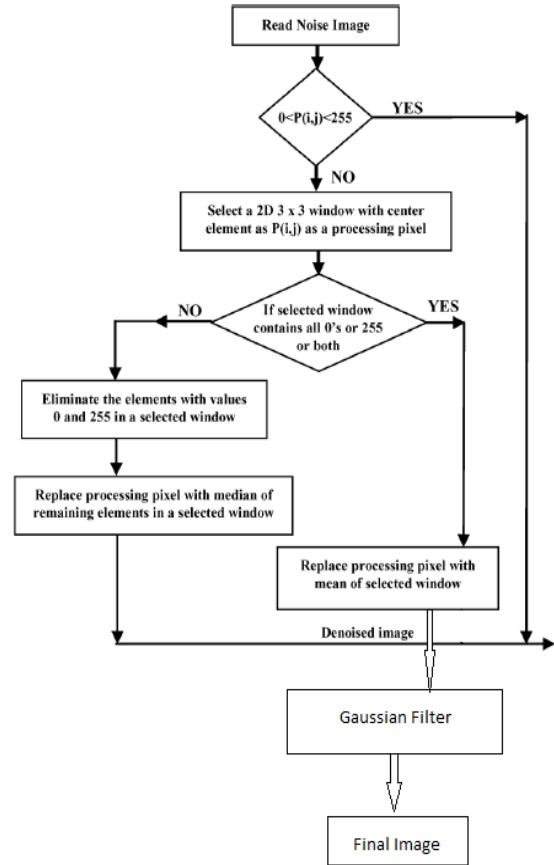 Read Noise Image
0<P(i,j)<255
YES
NO
Select a 2D 3 x 3 window with center
element as P(i,j) as a processing pixel
NO
If selected window
contains all 0's or 255
or both
YES
Eliminate the elements with values
0 and 255 in a selected window
Replace processing pixel with median of
remaining elements in a selected window
Replace processing pixel with
mean of selected window
Denoised image
Gaussian Filter
Final Image